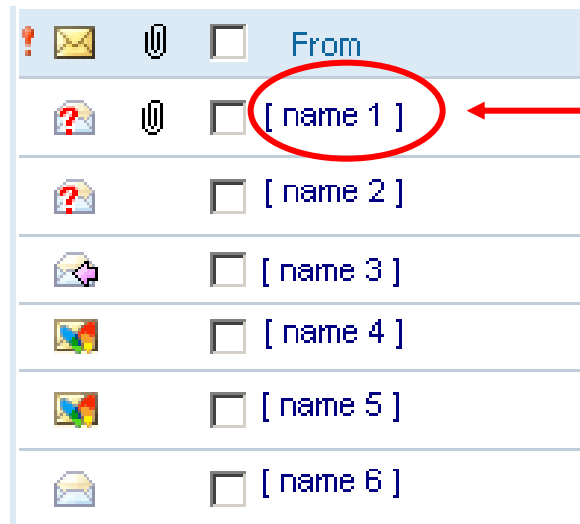 From
[ name 1 ]
[ name 2 ]
[ name 3 ]
[ name 4 ]
[ name 5 ]
[ name 6 ]